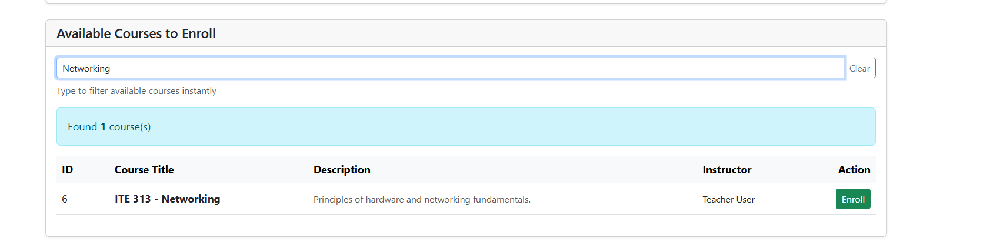 Available Courses to Enroll
Networking
Clear
Type to filter available courses instantly
Found 1 course(s)
ID Course Title Description Instructor Action
6 ITE 313 - Networking Principles of hardware and networking fundamentals. Teacher User Enroll